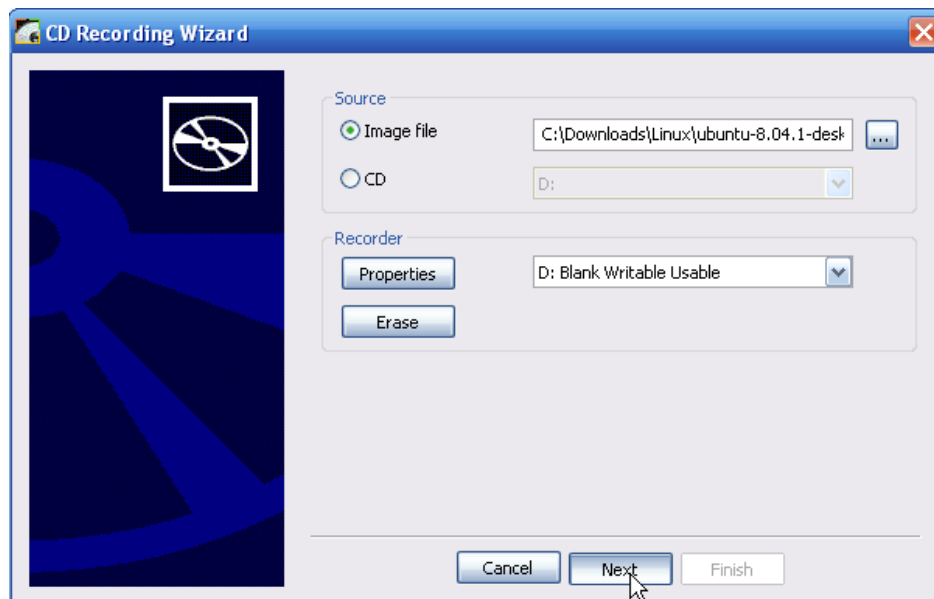 CD Recording Wizard
Source
Image file
C:\Downloads\Linux\ubuntu-8.04.1-desk
...
CD
D:
Recorder
Properties
D: Blank Writable Usable
Erase
Cancel
Next
Finish